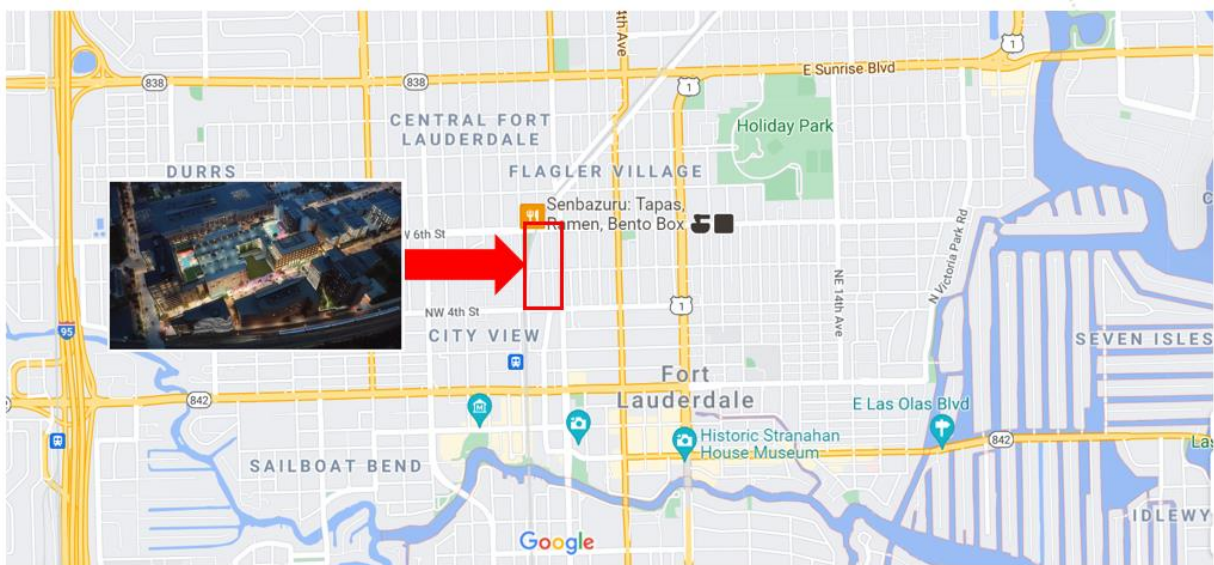 4th Ave
1
E Sunrise Blvd
838
838
1
CENTRAL FORT
LAUDERDALE
Holiday Park
DURRS
FLAGLER VILLAGE
Senbazuru: Tapas,
Ramen, Bento Box
6th St
N Victoria Park Rd
NE 14th Ave
NW 4th St
1
95
CITY VIEW
SEVEN ISLES
Fort
Lauderdale
842
E Las Olas Blvd
Historic Stranahan
House Museum
842
SAILBOAT BEND
IDLEWY
Google